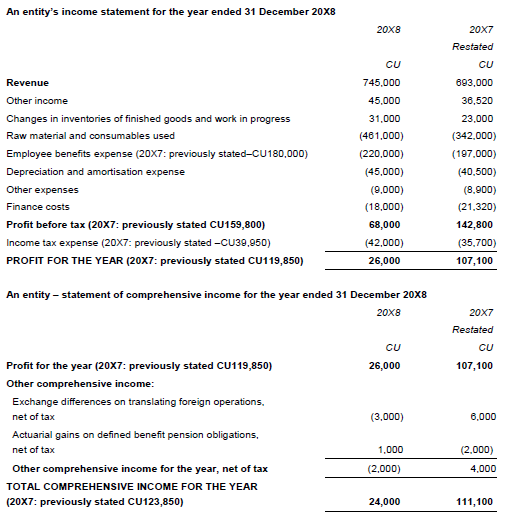 An entity's income statement for the year ended 31 December 20X8
20X8 20X7
Restated
CU CU
Revenue 745,000 693,000
Other income 45,000 36,520
Changes in inventories of finished goods and work in progress 31,000 23,000
Raw material and consumables used (461,000) (342,000)
Employee benefits expense (20X7: previously stated–CU180,000) (220,000) (197,000)
Depreciation and amortisation expense (45,000) (40,500)
Other expenses (9,000) (8,900)
Finance costs (18,000) (21,320)
Profit before tax (20X7: previously stated CU159,800) 68,000 142,800
Income tax expense (20X7: previously stated –CU39,950) (42,000) (35,700)
PROFIT FOR THE YEAR (20X7: previously stated CU119,850) 26,000 107,100
An entity – statement of comprehensive income for the year ended 31 December 20X8
20X8 20X7
Restated
CU CU
Profit for the year (20X7: previously stated CU119,850) 26,000 107,100
Other comprehensive income:
Exchange differences on translating foreign operations,
net of tax (3,000) 6,000
Actuarial gains on defined benefit pension obligations,
net of tax 1,000 (2,000)
Other comprehensive income for the year, net of tax (2,000) 4,000
TOTAL COMPREHENSIVE INCOME FOR THE YEAR
(20X7: previously stated CU123,850) 24,000 111,100